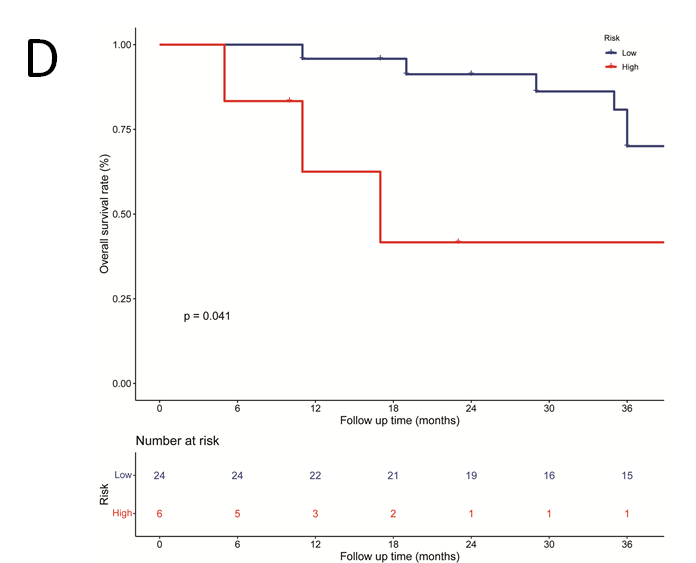 D
Risk
Low
High
1.00
0.75
0.50
0.25
0.00
Overall survival rate (%)
p = 0.041
0 6 12 18 24 30 36
Follow up time (months)
Number at risk
Risk
Low 24 24 22 21 19 16 15
High 6 5 3 2 1 1 1
0 6 12 18 24 30 36
Follow up time (months)